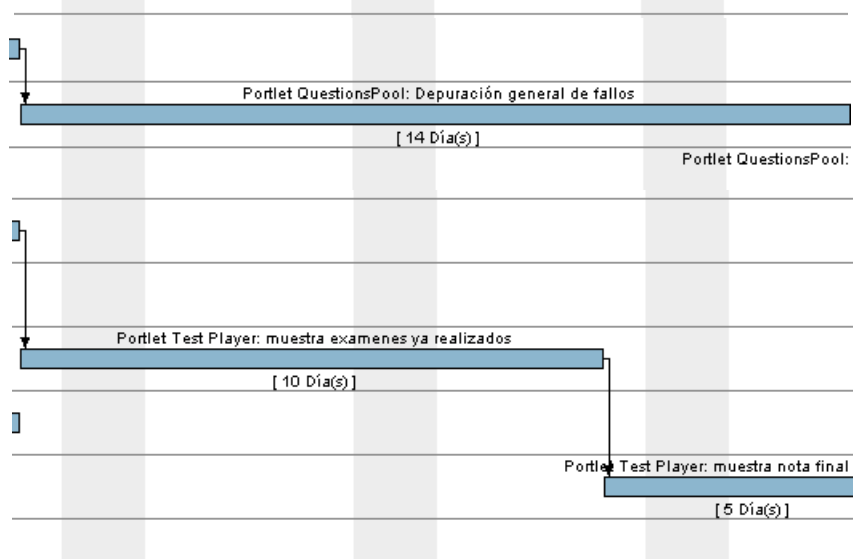 Portlet QuestionsPool: Depuración general de fallos
[ 14 Día(s) ]
Portlet QuestionsPool:
Portlet Test Player: muestra examenes ya realizados
[ 10 Día(s) ]
Portlet Test Player: muestra nota final
[ 5 Día(s) ]